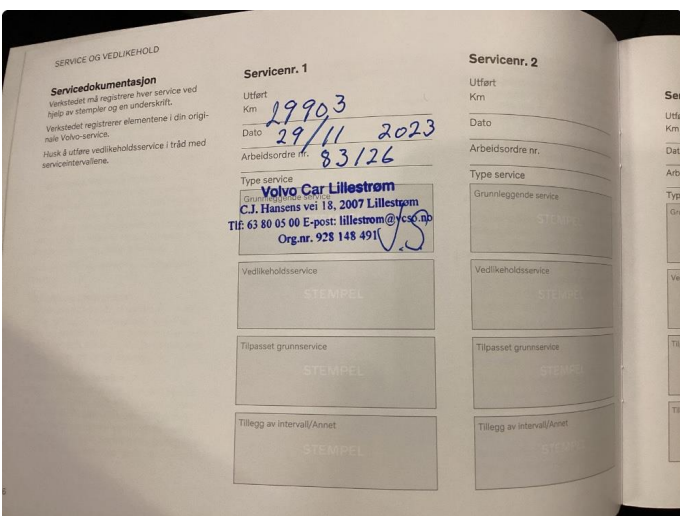 SERVICE OG VEDLIKEHOLD
Servicedokumentasjon
Verkstedet må registrere hver service ved
hjelp av stempler og en underskrift.
Verkstedet registrerer elementene i din origi-
nale Volvo-service.
Husk å utføre vedlikeholdsservice i tråd med
serviceintervallene.
Servicenr. 1
Utført
Km 29903
Dato 29/11 2023
Arbeidsordre nr. 83126
Type service
Grunnleggende service
Volvo Car Lillestrøm
C.J. Hansens vei 18, 2007 Lillestrøm
Tlf: 63 80 05 00 E-post: lillestrom@vcso.no
Org.nr. 928 148 491
Vedlikeholdsservice
STEMPEL
Tilpasset grunnservice
STEMPEL
Tillegg av intervall/Annet
STEMPEL
Servicenr. 2
Utført
Km
Dato
Arbeidsordre nr.
Type service
Grunnleggende service
STEMPEL
Vedlikeholdsservice
STEMPEL
Tilpasset grunnservice
STEMPEL
Tillegg av intervall/Annet
STEMPEL
6